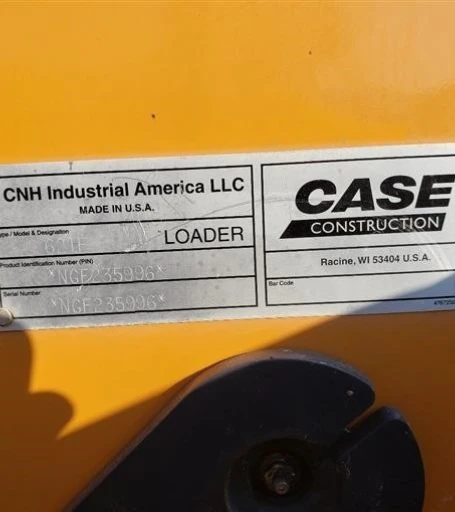 CNH Industrial America LLC
MADE IN U.S.A.
Type / Model & Designation
LOADER
Product Identification Number (PIN)
*NGF235996*
Serial Number
*NGF235996*
CASE
CONSTRUCTION
Racine, WI 53404 U.S.A.
Bar Code